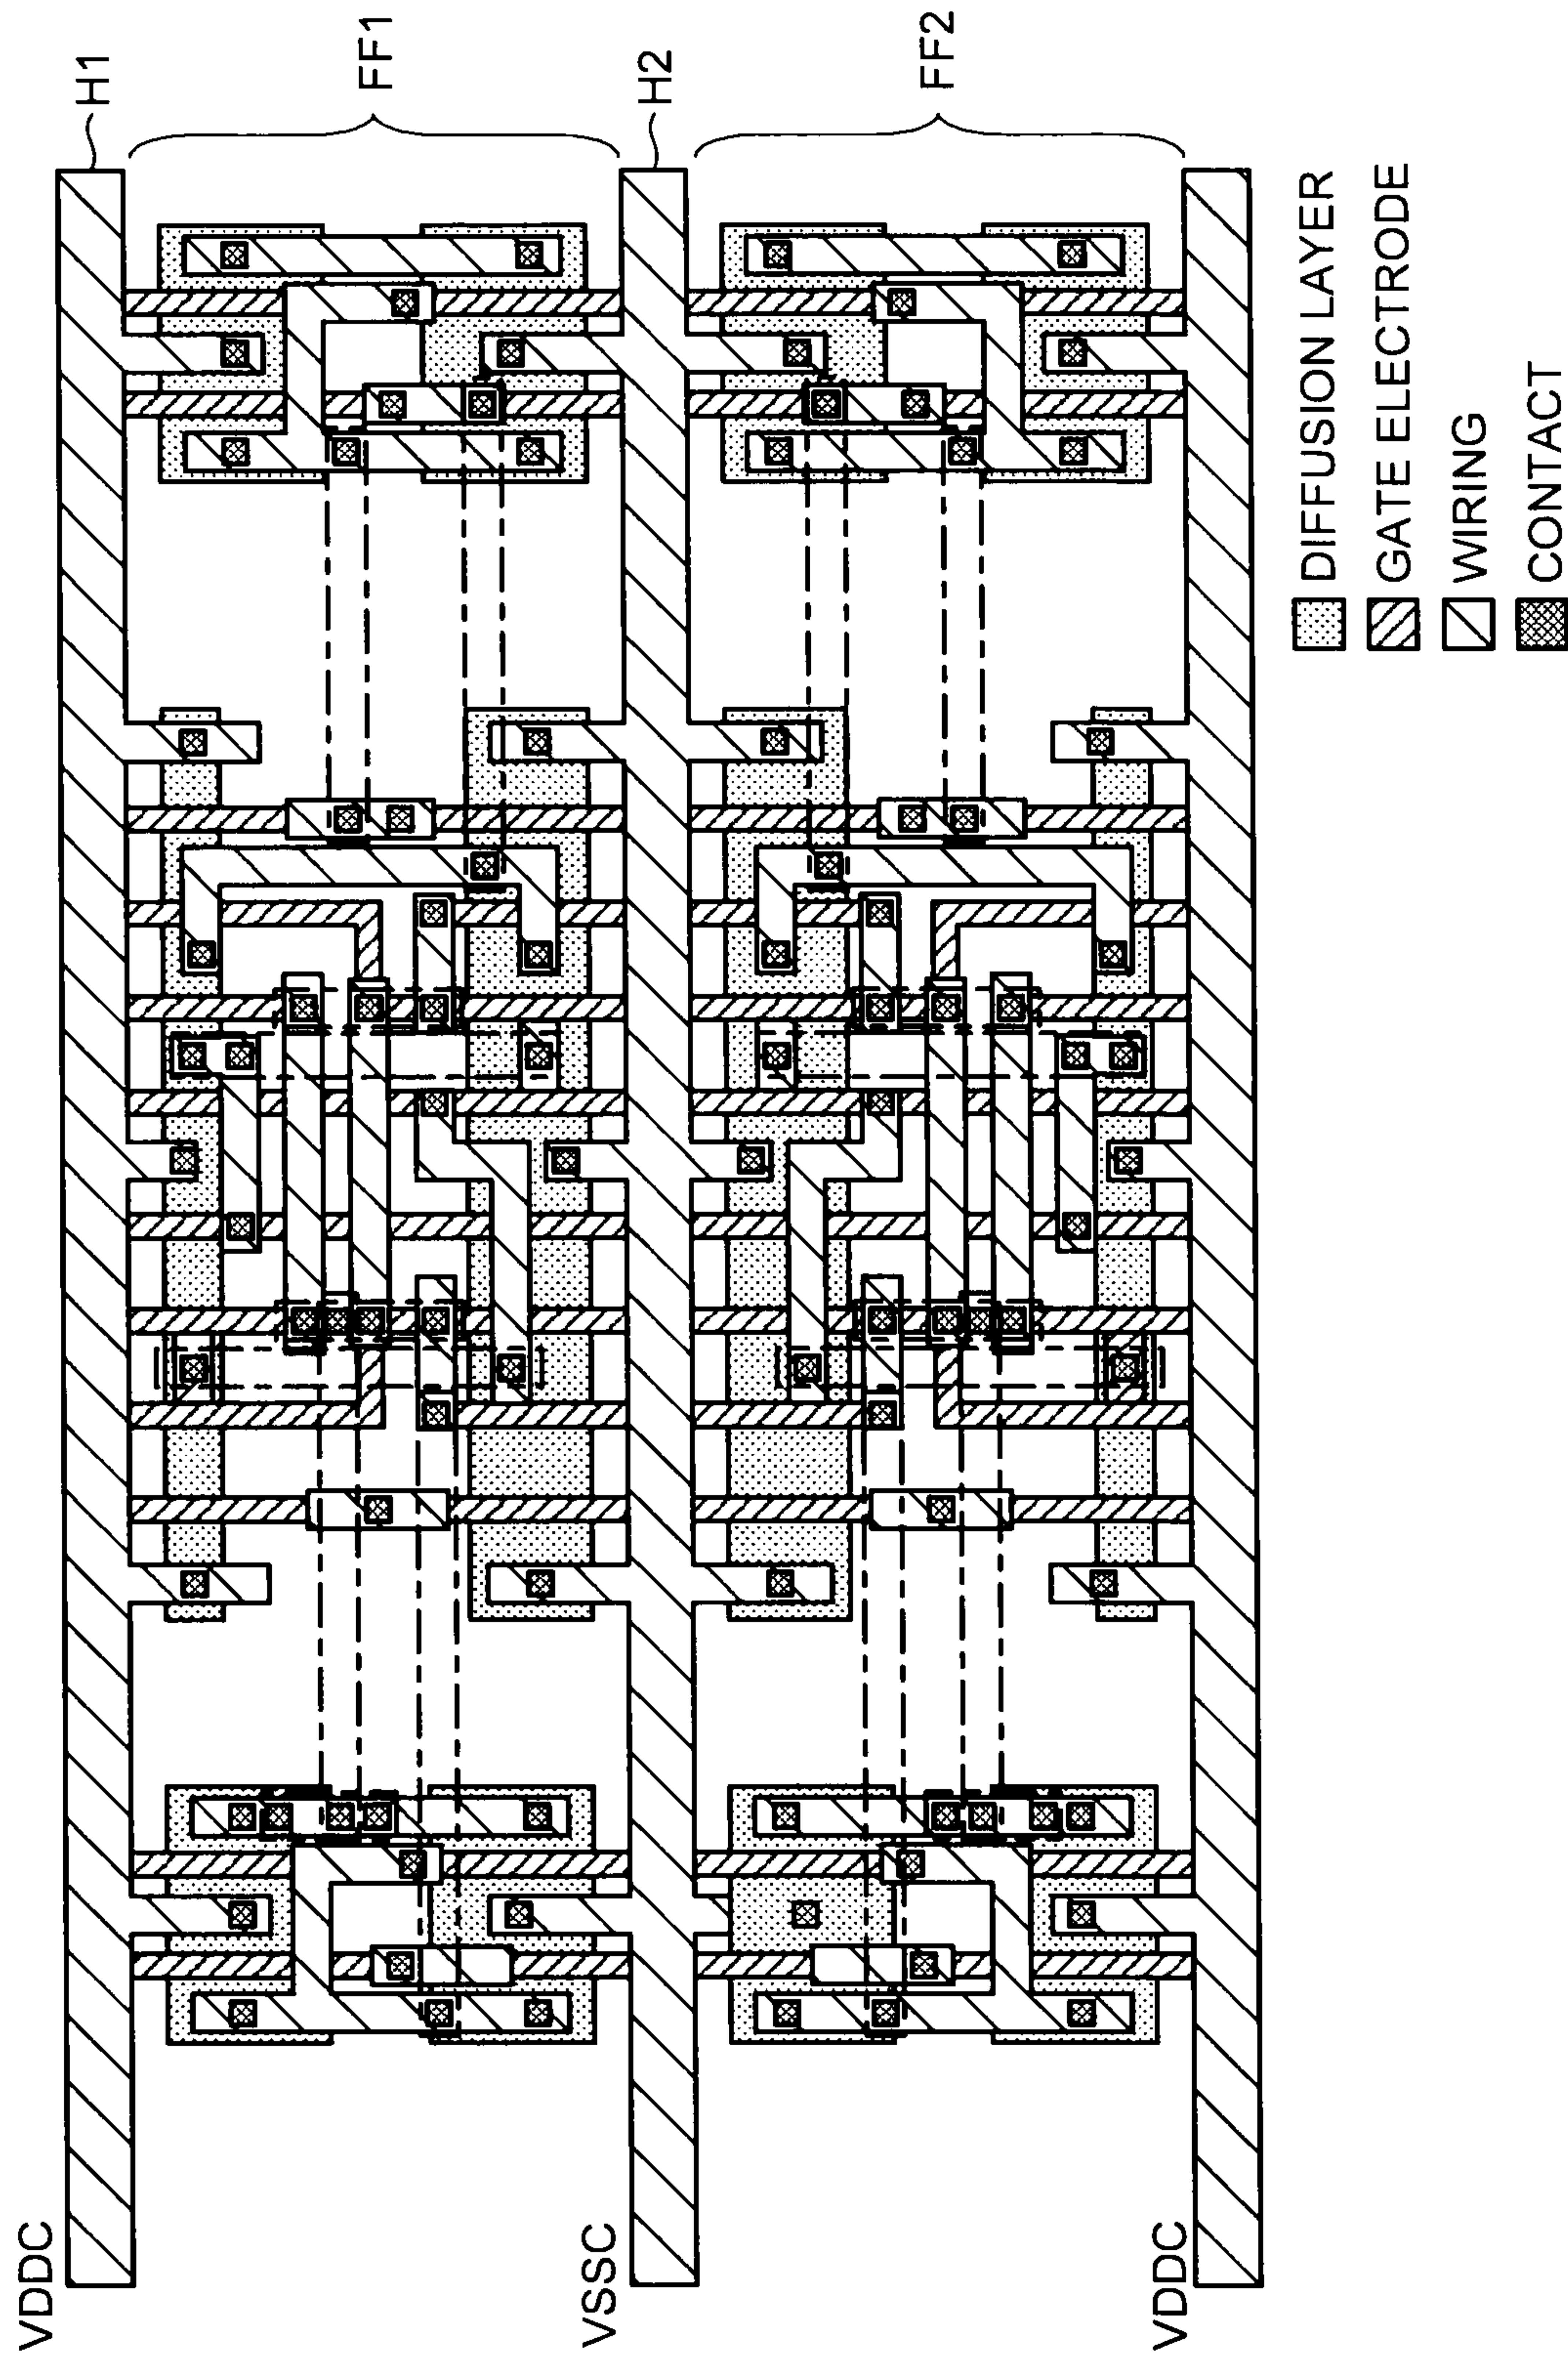 VDDC
VSSC
VDDC
H1
FF1
H2
FF2
DIFFUSION LAYER
GATE ELECTRODE
WIRING
CONTACT